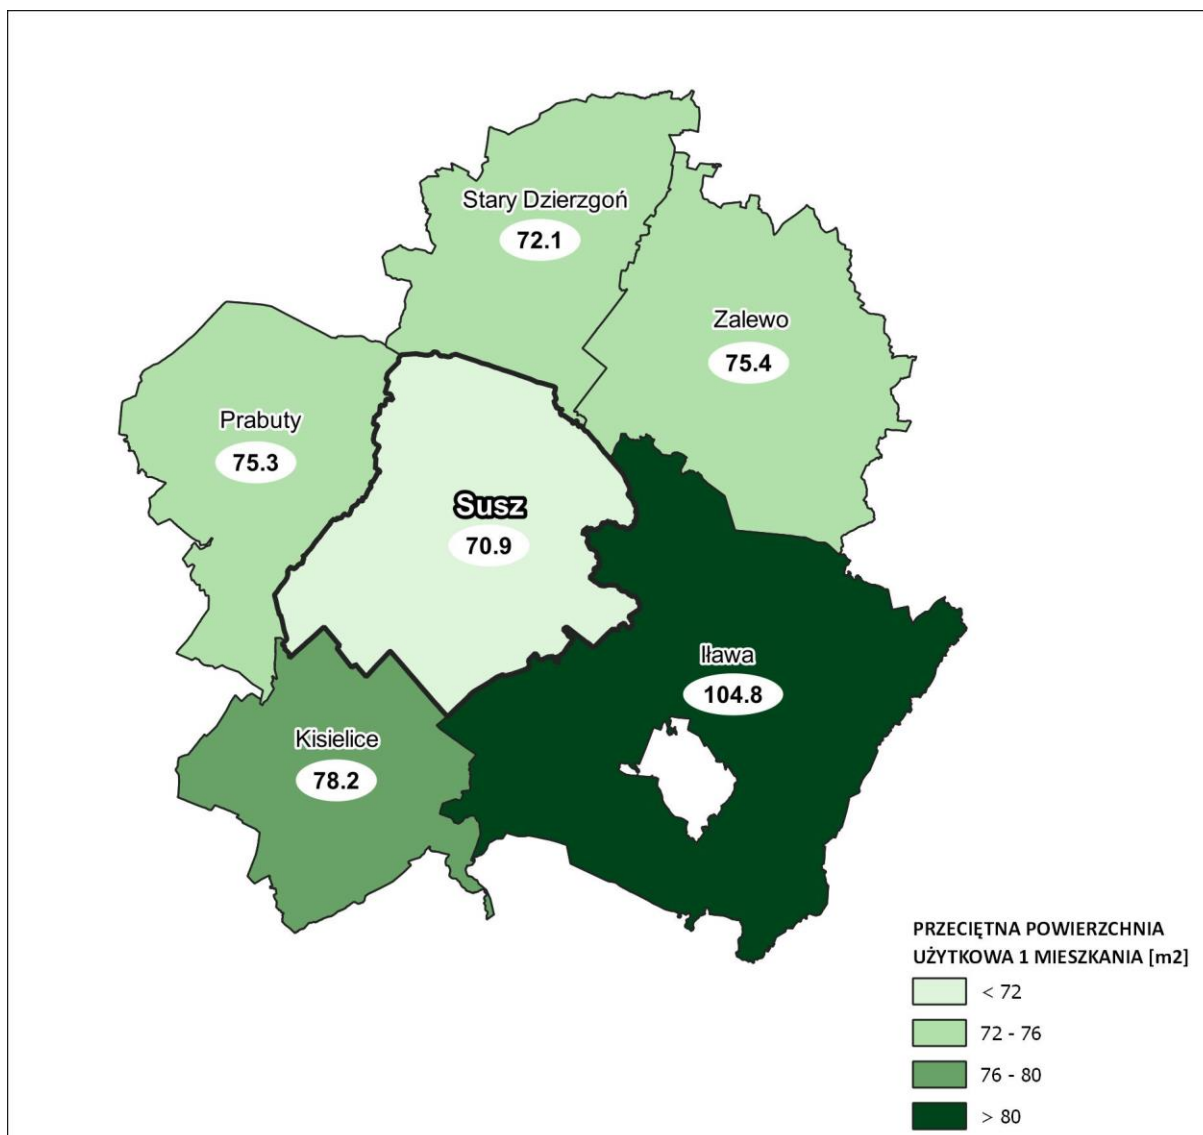 Stary Dzierzgoń
72.1
Zalewo
75.4
Prabuty
75.3
Susz
70.9
Iława
104.8
Kisielice
78.2
PRZECIĘTNA POWIERZCHNIA
UŻYTKOWA 1 MIESZKANIA [m2]
< 72
72 - 76
76 - 80
> 80